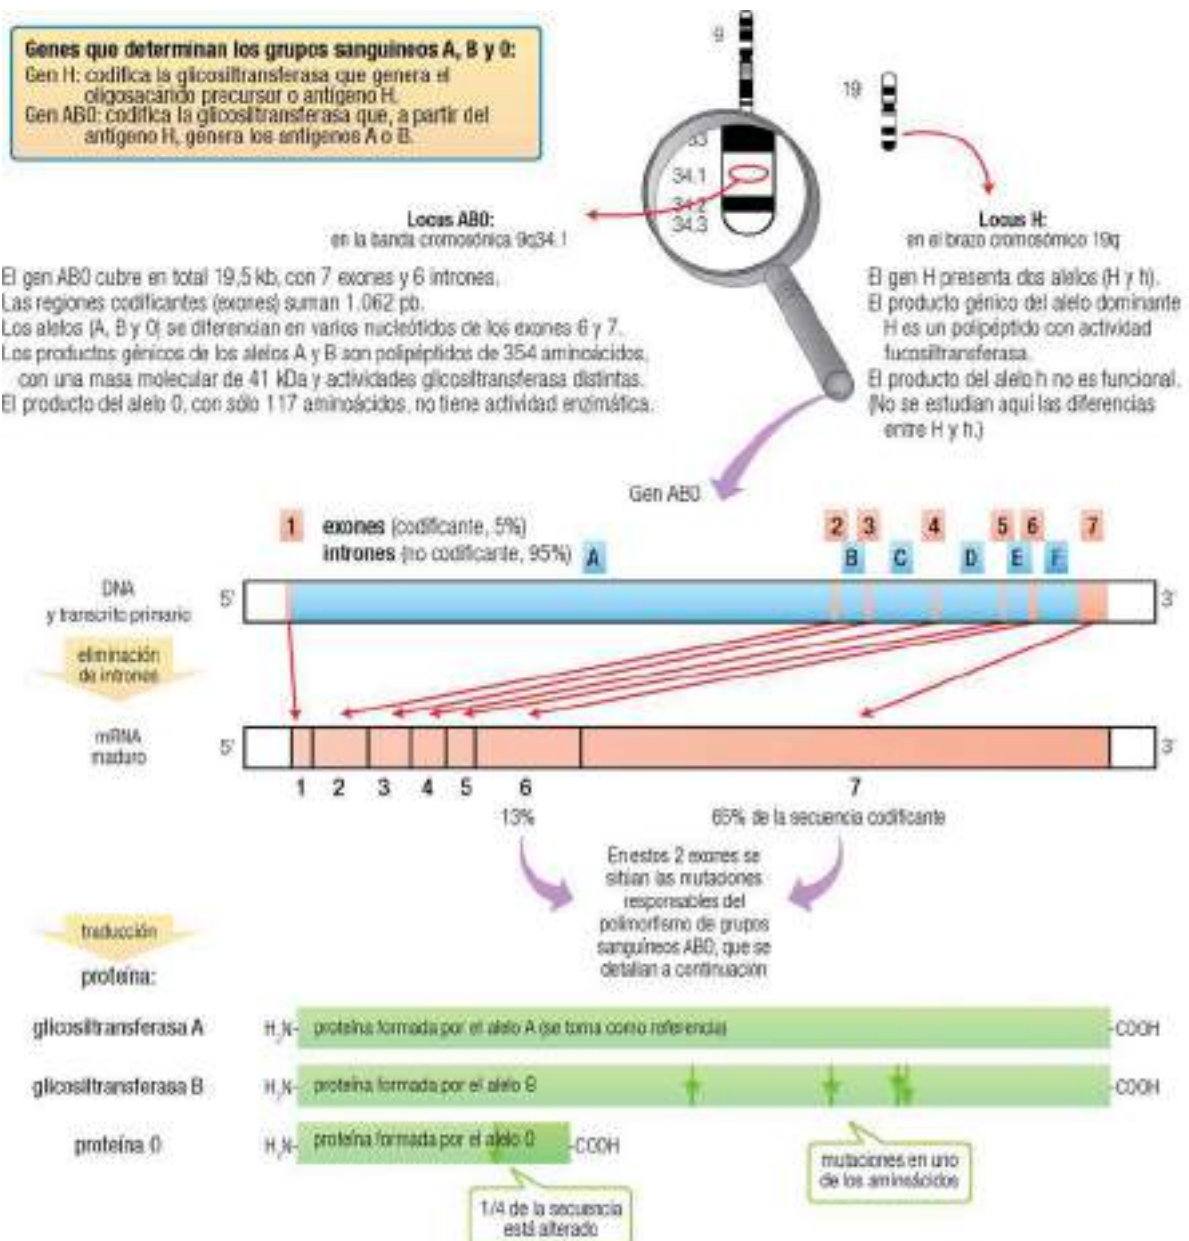 Genes que determinan los grupos sanguíneos A, B y 0:
Gen H: codifica la glicosiltransferasa que genera el
oligosacárido precursor o antígeno H.
Gen AB0: codifica la glicosiltransferasa que, a partir del
antígeno H, genera los antígenos A o B.
9
33
34.1
34.2
34.3
19
Locus AB0:
en la banda cromosónica 9q34.1
El gen AB0 cubre en total 19,5 kb, con 7 exones y 6 intrones.
Las regiones codificantes (exones) suman 1.062 pb.
Los alelos (A, B y 0) se diferencian en varios nucleótidos de los exones 6 y 7.
Los productos génicos de los alelos A y B son polipéptidos de 354 aminoácidos,
con una masa molecular de 41 kDa y actividades glicosiltransferasa distintas.
El producto del alelo 0, con sólo 117 aminoácidos, no tiene actividad enzimática.
Locus H:
en el brazo cromosómico 19q
El gen H presenta dos alelos (H y h).
El producto génico del alelo dominante
H es un polipéptido con actividad
fucosiltransferasa.
El producto del alelo h no es funcional.
(No se estudian aquí las diferencias
entre H y h.)
Gen AB0
1 exones (codificante, 5%) 2 3 4 5 6 7
intrones (no codificante, 95%) A B C D E F
DNA
y transcrito primario
5' 3'
eliminación
de intrones
mRNA
maduro
5' 3'
1 2 3 4 5 6 7
13% 65% de la secuencia codificante
En estos 2 exones se
sitúan las mutaciones
responsables del
polimorfismo de grupos
sanguíneos AB0, que se
detallan a continuación
traducción
proteína:
glicosiltransferasa A H2N- proteína formada por el alelo A (se toma como referencia) -COOH
glicosiltransferasa B H2N- proteína formada por el alelo B -COOH
proteína 0 H2N- proteína formada por el alelo 0 -COOH
mutaciones en uno
de los aminoácidos
1/4 de la secuencia
está alterado